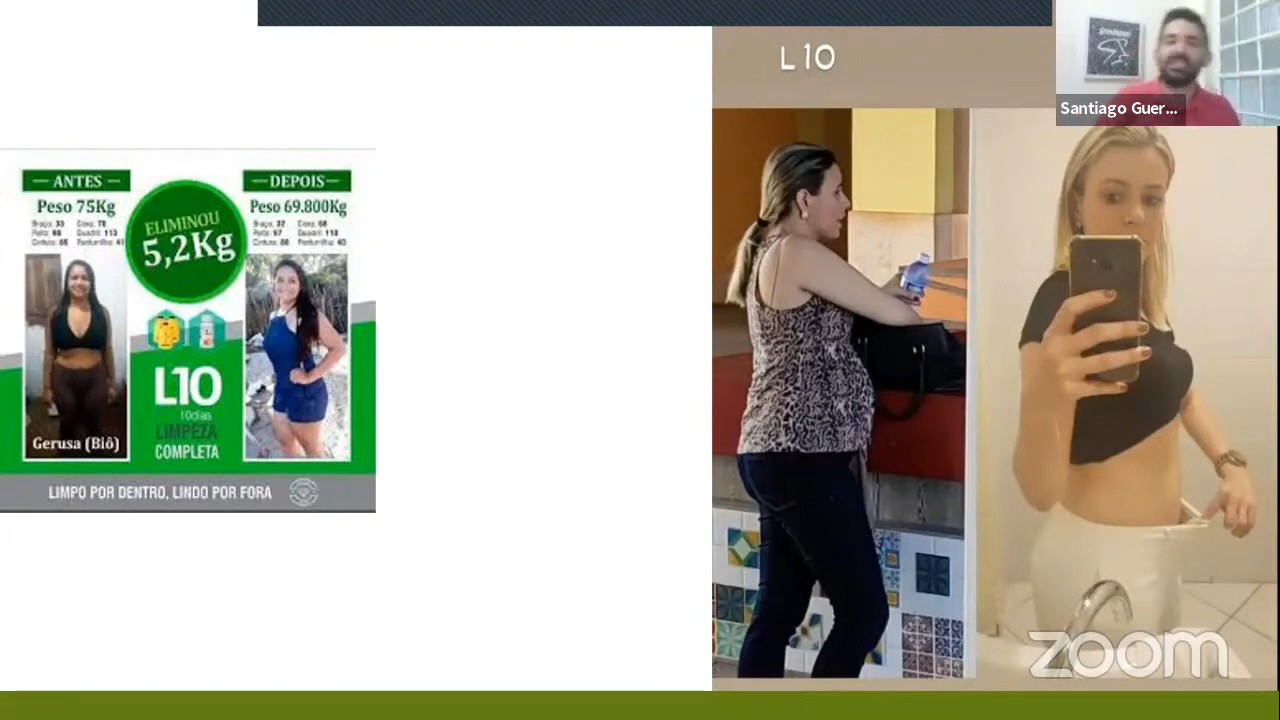 L10
Santiago Guer...
ANTES
DEPOIS
Peso 75Kg
ELIMINOU
5,2Kg
Peso 69.800Kg
L10
10dias
LIMPEZA
COMPLETA
Gerusa (Biô)
LIMPO POR DENTRO, LINDO POR FORA
zoom